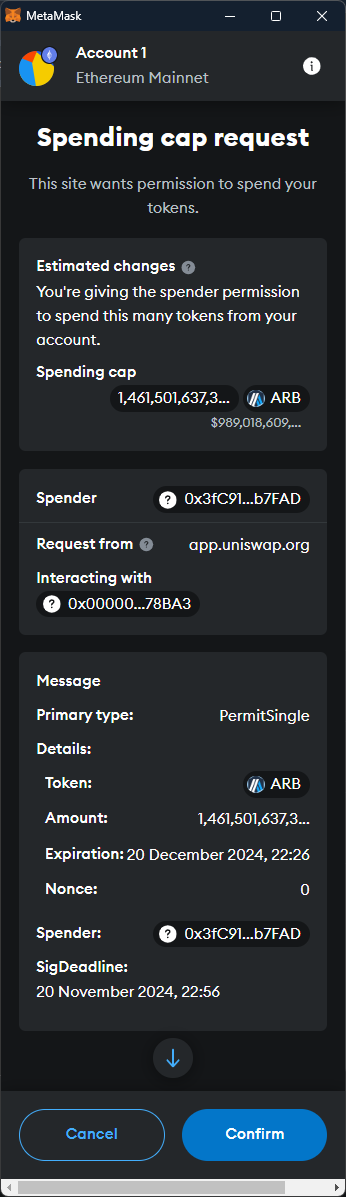 MetaMask
Account 1
Ethereum Mainnet
Spending cap request
This site wants permission to spend your
tokens.
Estimated changes
You're giving the spender permission
to spend this many tokens from your
account.
Spending cap
1,461,501,637,3... ARB
$989,018,609,...
Spender 0x3fC91...b7FAD
Request from app.uniswap.org
Interacting with
0x00000...78BA3
Message
Primary type: PermitSingle
Details:
Token: ARB
Amount: 1,461,501,637,3...
Expiration: 20 December 2024, 22:26
Nonce: 0
Spender: 0x3fC91...b7FAD
SigDeadline:
20 November 2024, 22:56
Cancel Confirm